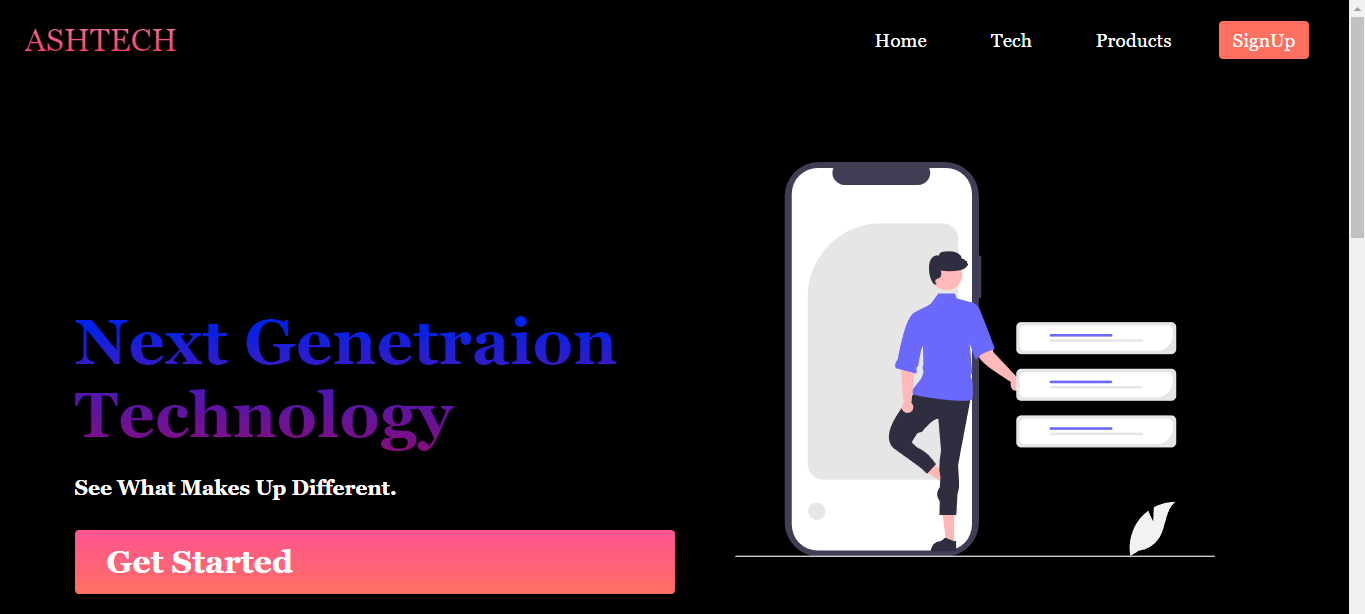 ASHTECH
Home Tech Products SignUp
Next Genetraion
Technology
See What Makes Up Different.
Get Started